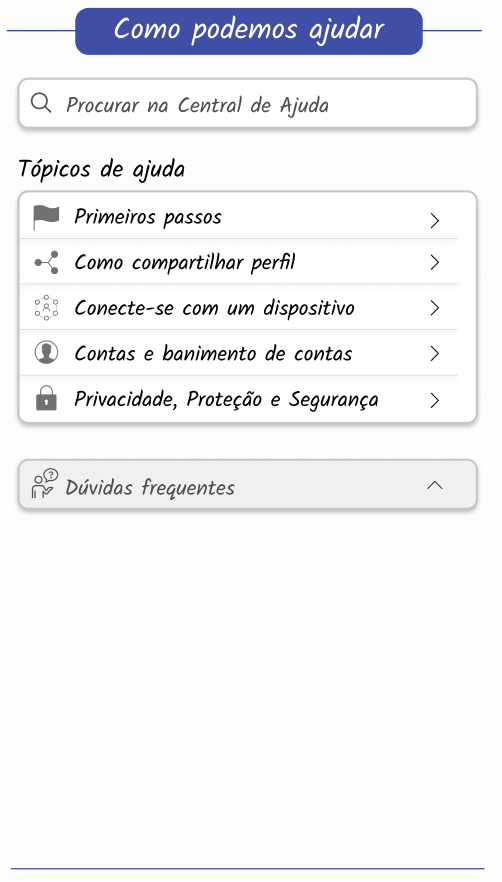 Como podemos ajudar
Procurar na Central de Ajuda
Tópicos de ajuda
Primeiros passos
Como compartilhar perfil
Conecte-se com um dispositivo
Contas e banimento de contas
Privacidade, Proteção e Segurança
Dúvidas frequentes